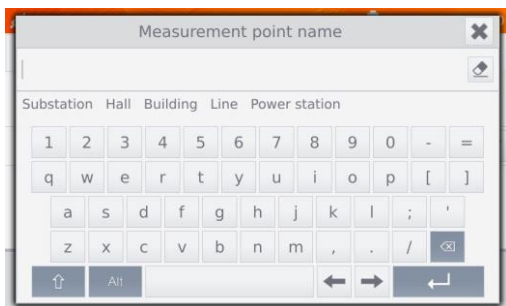 Measurement point name
Substation Hall Building Line Power station
1 2 3 4 5 6 7 8 9 0 - =
q w e r t y u i o p [ ]
a s d f g h j k l ; '
z x c v b n m , . /
Alt